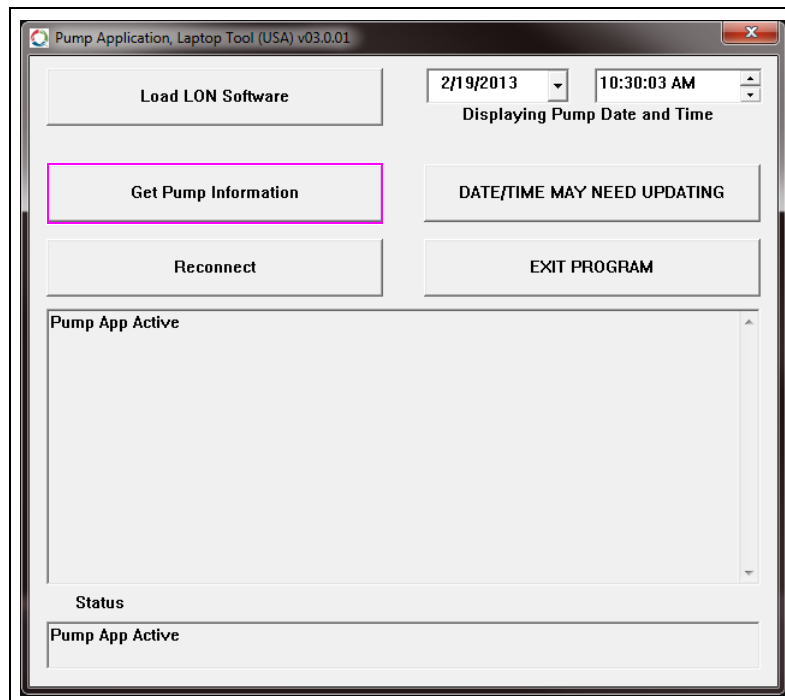 Pump Application, Laptop Tool (USA) v03.0.01
Load LON Software
2/19/2013
10:30:03 AM
Displaying Pump Date and Time
Get Pump Information
DATE/TIME MAY NEED UPDATING
Reconnect
EXIT PROGRAM
Pump App Active
Status
Pump App Active